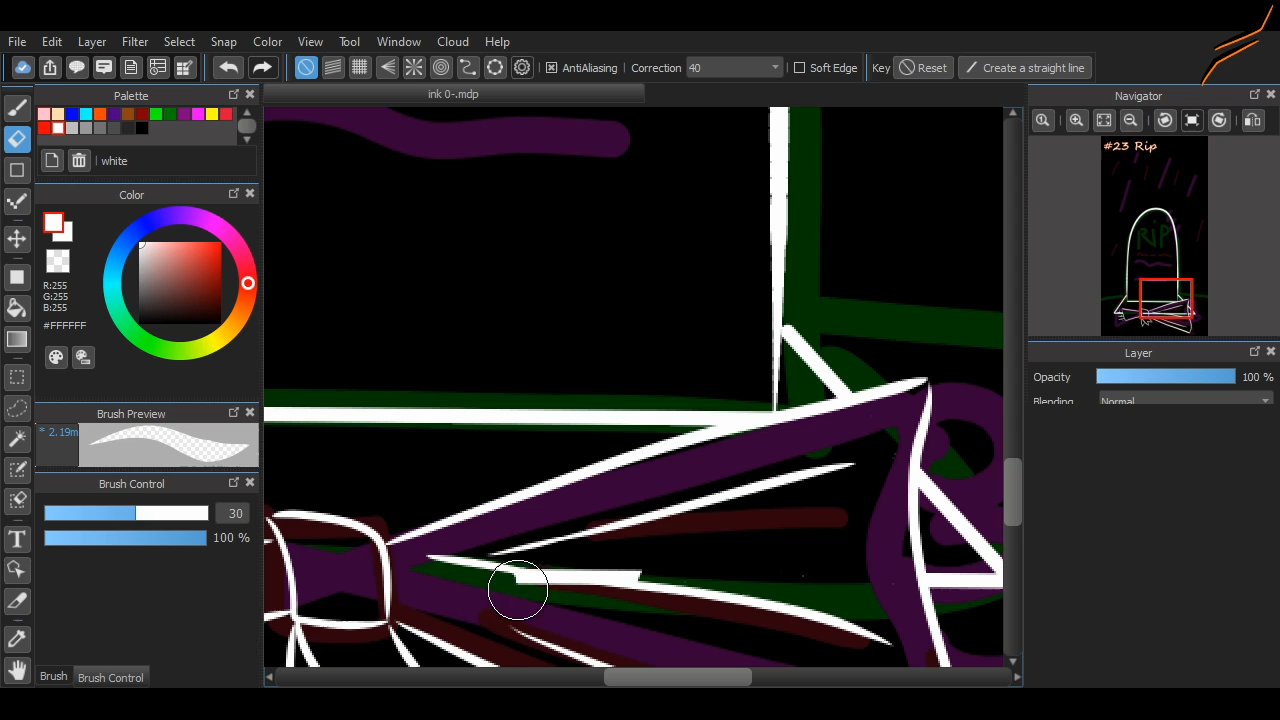 File Edit Layer Filter Select Snap Color View Tool Window Cloud Help
AntiAliasing Correction 40 Soft Edge Key Reset Create a straight line
Palette
ink 0-.mdp
Navigator
#23 Rip
RIP
white
Color
R:255
G:255
B:255
#FFFFFF
Layer
Opacity 100 %
Blending Normal
Brush Preview
* 2.19m
Brush Control
30
100 %
T
Brush Brush Control